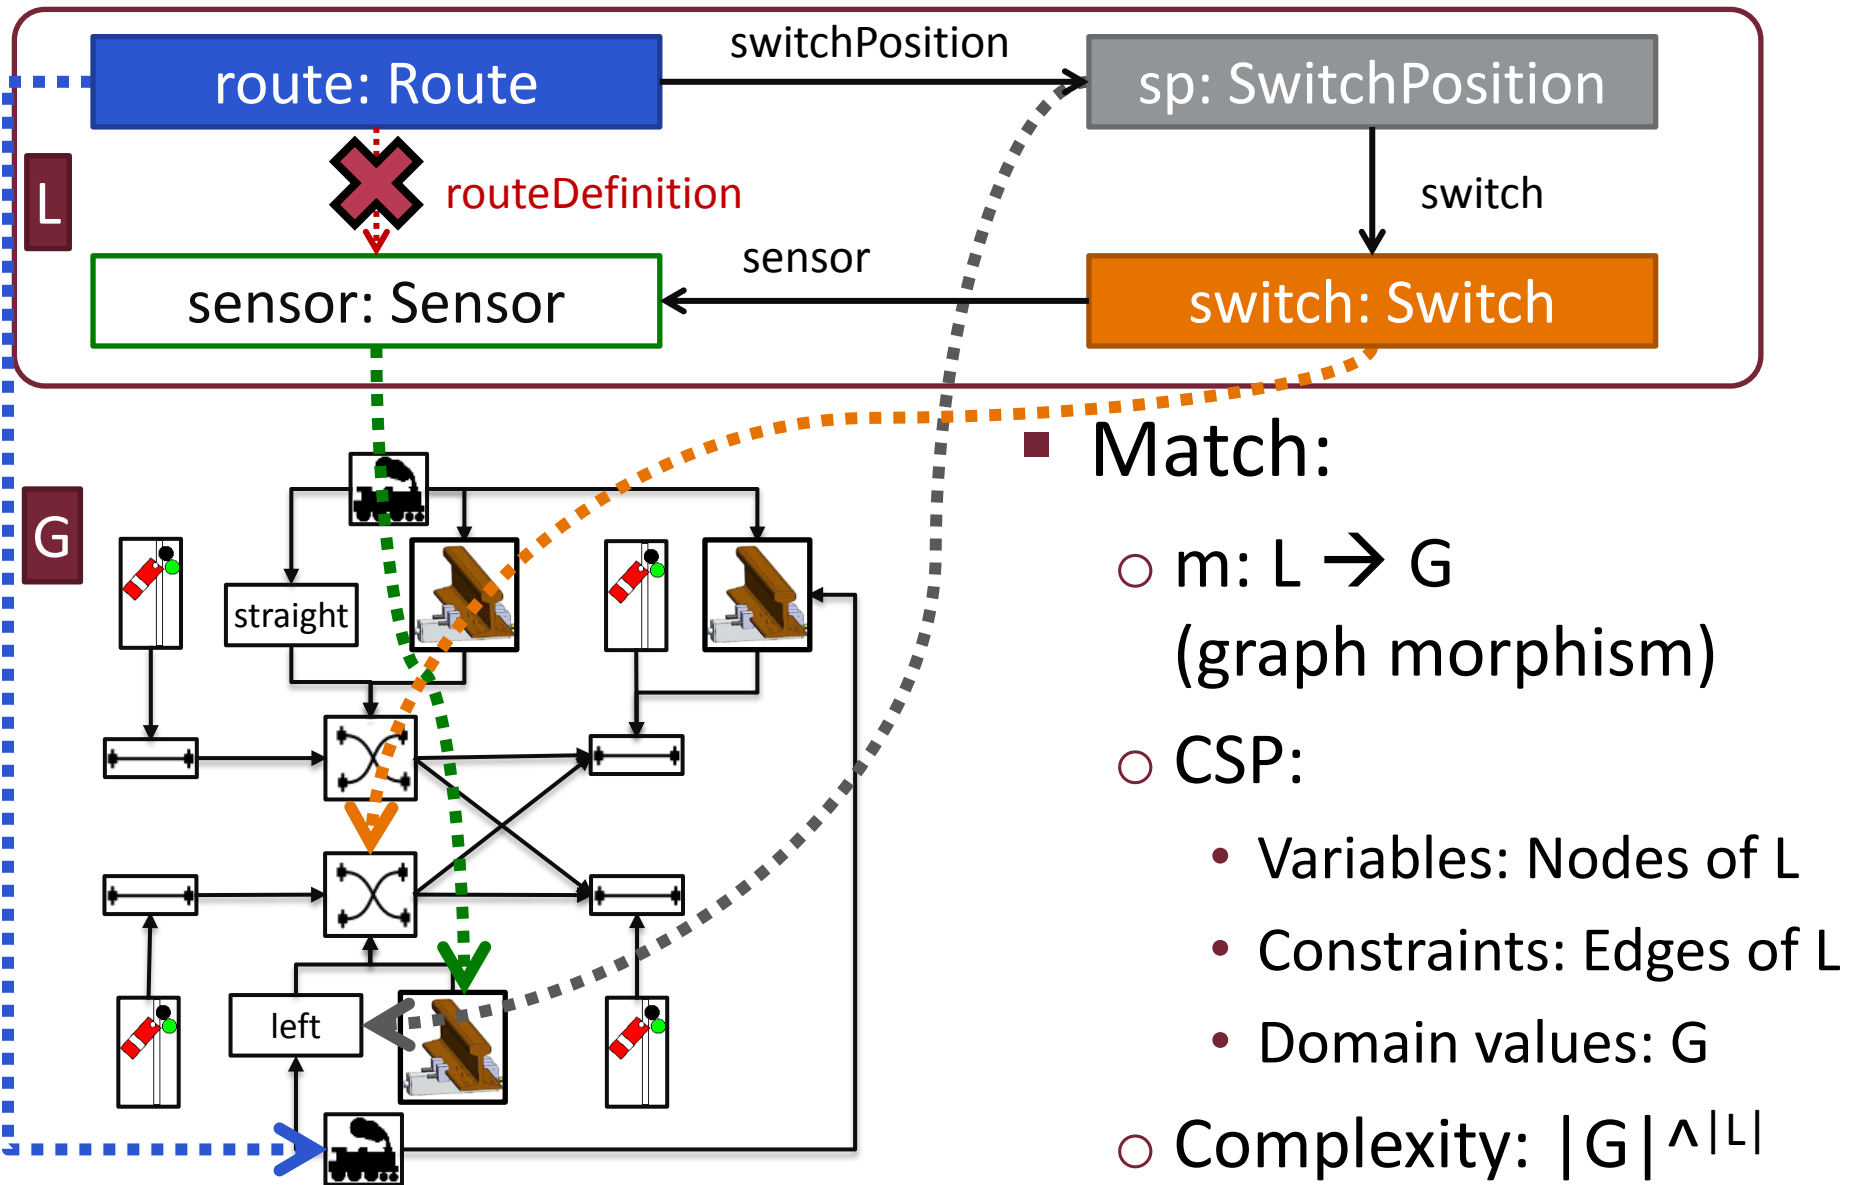 switchPosition
route: Route
sp: SwitchPosition
L
routeDefinition
switch
sensor
sensor: Sensor
switch: Switch
G
straight
left
Match:
m: L → G
(graph morphism)
CSP:
Variables: Nodes of L
Constraints: Edges of L
Domain values: G
Complexity: |G|^|L|